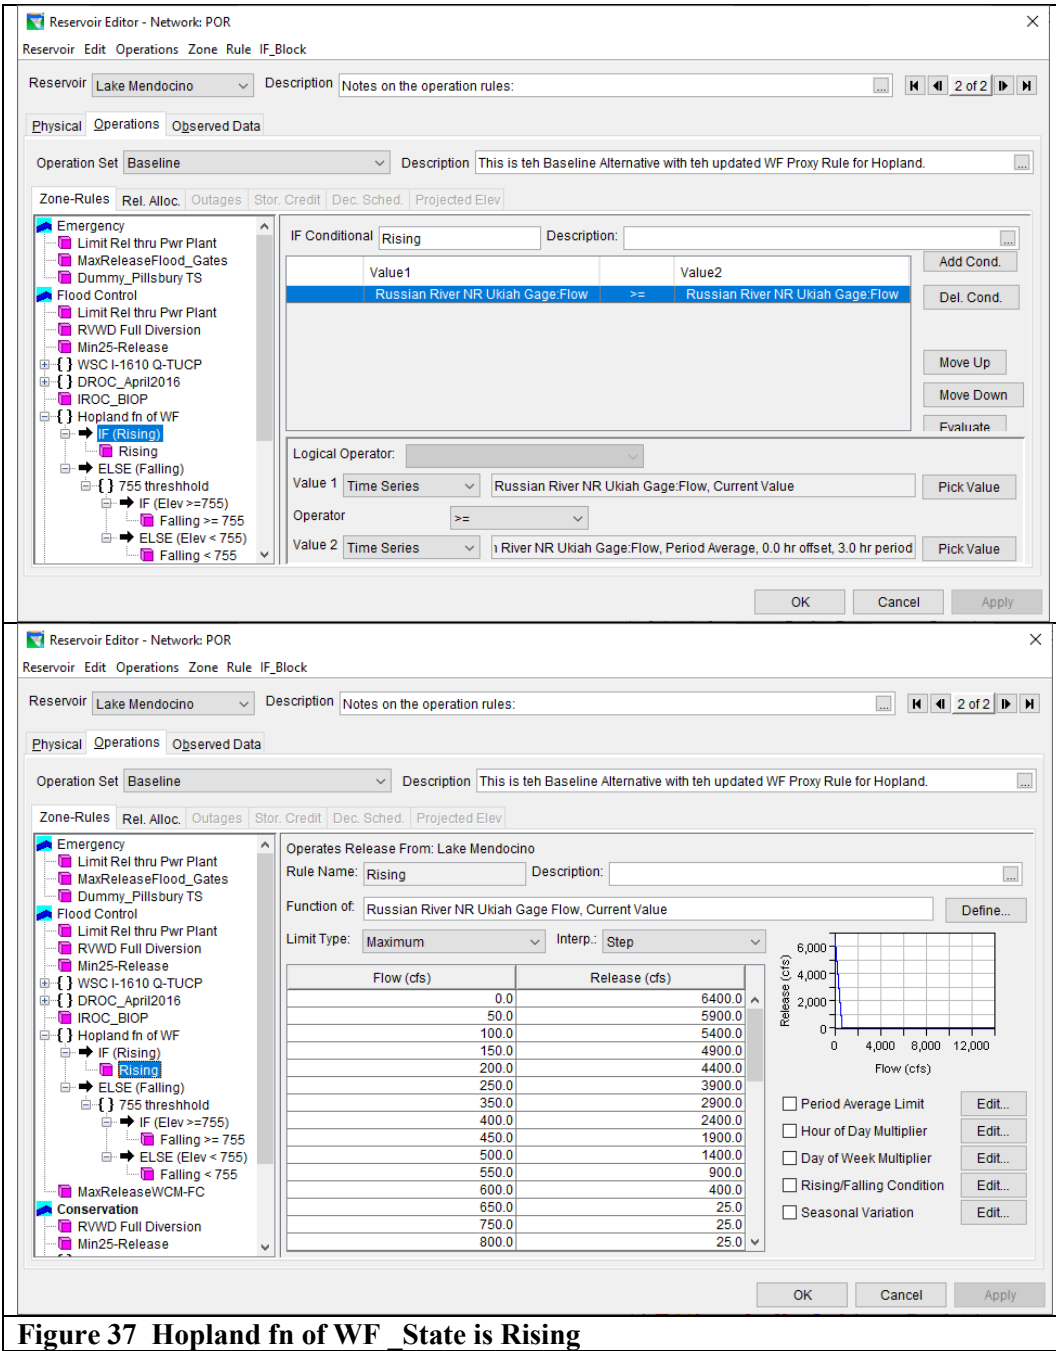 Reservoir Editor - Network: POR
Reservoir Edit Operations Zone Rule IF_Block
Reservoir Lake Mendocino Description Notes on the operation rules: ... 2 of 2
Physical Operations Observed Data
Operation Set Baseline Description This is teh Baseline Alternative with teh updated WF Proxy Rule for Hopland. ...
Zone-Rules Rel. Alloc. Outages Stor. Credit Dec. Sched. Projected Elev
Emergency
Limit Rel thru Pwr Plant
MaxReleaseFlood_Gates
Dummy_Pillsbury TS
Flood Control
Limit Rel thru Pwr Plant
RVWD Full Diversion
Min25-Release
{ } WSC I-1610 Q-TUCP
{ } DROC_April2016
IROC_BIOP
{ } Hopland fn of WF
IF (Rising)
Rising
ELSE (Falling)
{ } 755 threshhold
IF (Elev >=755)
Falling >= 755
ELSE (Elev < 755)
Falling < 755
IF Conditional Rising Description: ...
Value1 Value2
Russian River NR Ukiah Gage:Flow >= Russian River NR Ukiah Gage:Flow
Add Cond.
Del. Cond.
Move Up
Move Down
Evaluate
Logical Operator:
Value 1 Time Series Russian River NR Ukiah Gage:Flow, Current Value Pick Value
Operator >=
Value 2 Time Series River NR Ukiah Gage:Flow, Period Average, 0.0 hr offset, 3.0 hr period Pick Value
OK Cancel Apply
Reservoir Editor - Network: POR
Reservoir Edit Operations Zone Rule IF_Block
Reservoir Lake Mendocino Description Notes on the operation rules: ... 2 of 2
Physical Operations Observed Data
Operation Set Baseline Description This is teh Baseline Alternative with teh updated WF Proxy Rule for Hopland. ...
Zone-Rules Rel. Alloc. Outages Stor. Credit Dec. Sched. Projected Elev
Emergency
Limit Rel thru Pwr Plant
MaxReleaseFlood_Gates
Dummy_Pillsbury TS
Flood Control
Limit Rel thru Pwr Plant
RVWD Full Diversion
Min25-Release
{ } WSC I-1610 Q-TUCP
{ } DROC_April2016
IROC_BIOP
{ } Hopland fn of WF
IF (Rising)
Rising
ELSE (Falling)
{ } 755 threshhold
IF (Elev >=755)
Falling >= 755
ELSE (Elev < 755)
Falling < 755
MaxReleaseWCM-FC
Conservation
RVWD Full Diversion
Min25-Release
Operates Release From: Lake Mendocino
Rule Name: Rising Description: ...
Function of: Russian River NR Ukiah Gage Flow, Current Value Define...
Limit Type: Maximum Interp.: Step
Flow (cfs) Release (cfs)
0.0 6400.0
50.0 5900.0
100.0 5400.0
150.0 4900.0
200.0 4400.0
250.0 3900.0
350.0 2900.0
400.0 2400.0
450.0 1900.0
500.0 1400.0
550.0 900.0
600.0 400.0
650.0 25.0
750.0 25.0
800.0 25.0
Release (cfs)
6,000
4,000
2,000
0
0 4,000 8,000 12,000
Flow (cfs)
Period Average Limit Edit...
Hour of Day Multiplier Edit...
Day of Week Multiplier Edit...
Rising/Falling Condition Edit...
Seasonal Variation Edit...
OK Cancel Apply
Figure 37 Hopland fn of WF _State is Rising